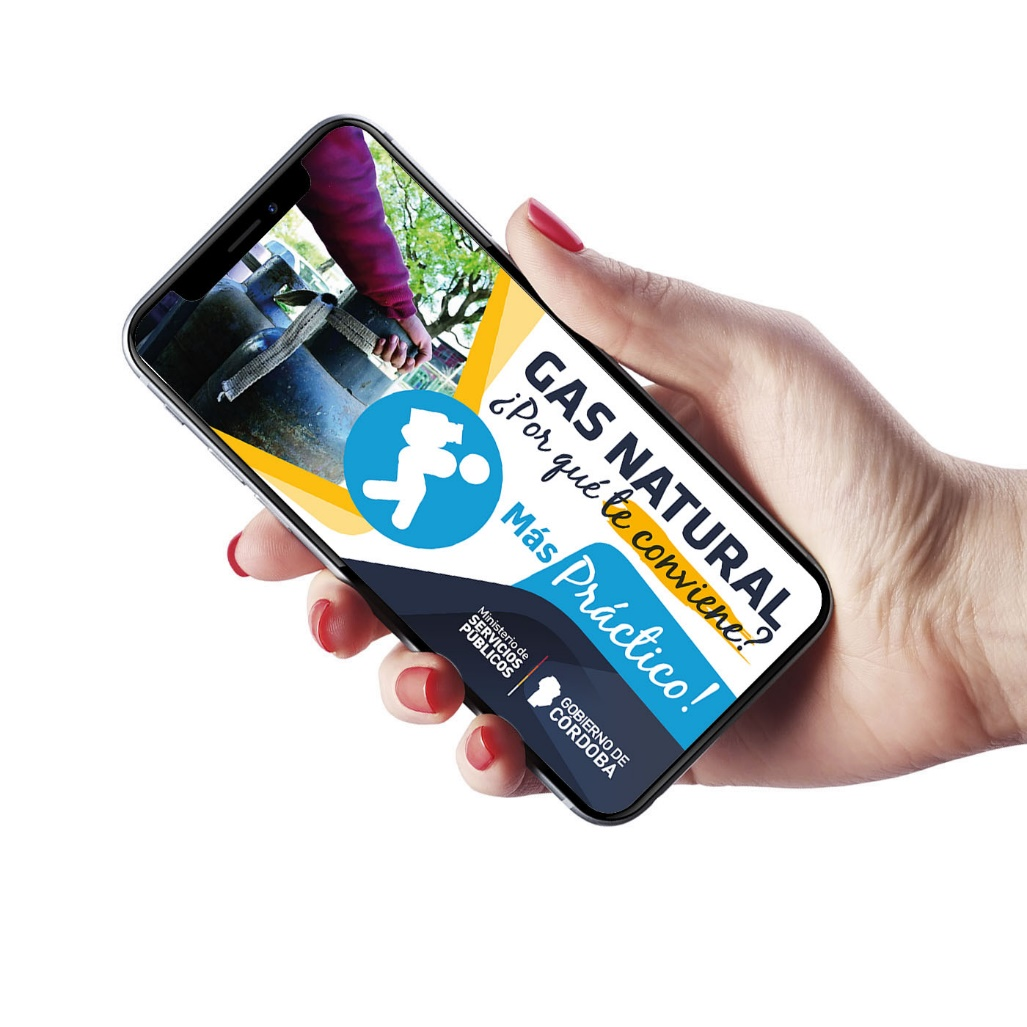 GAS NATURAL
¿Por qué te conviene?
Más Práctico!
Ministerio de
SERVICIOS
PÚBLICOS
GOBIERNO DE
CÓRDOBA